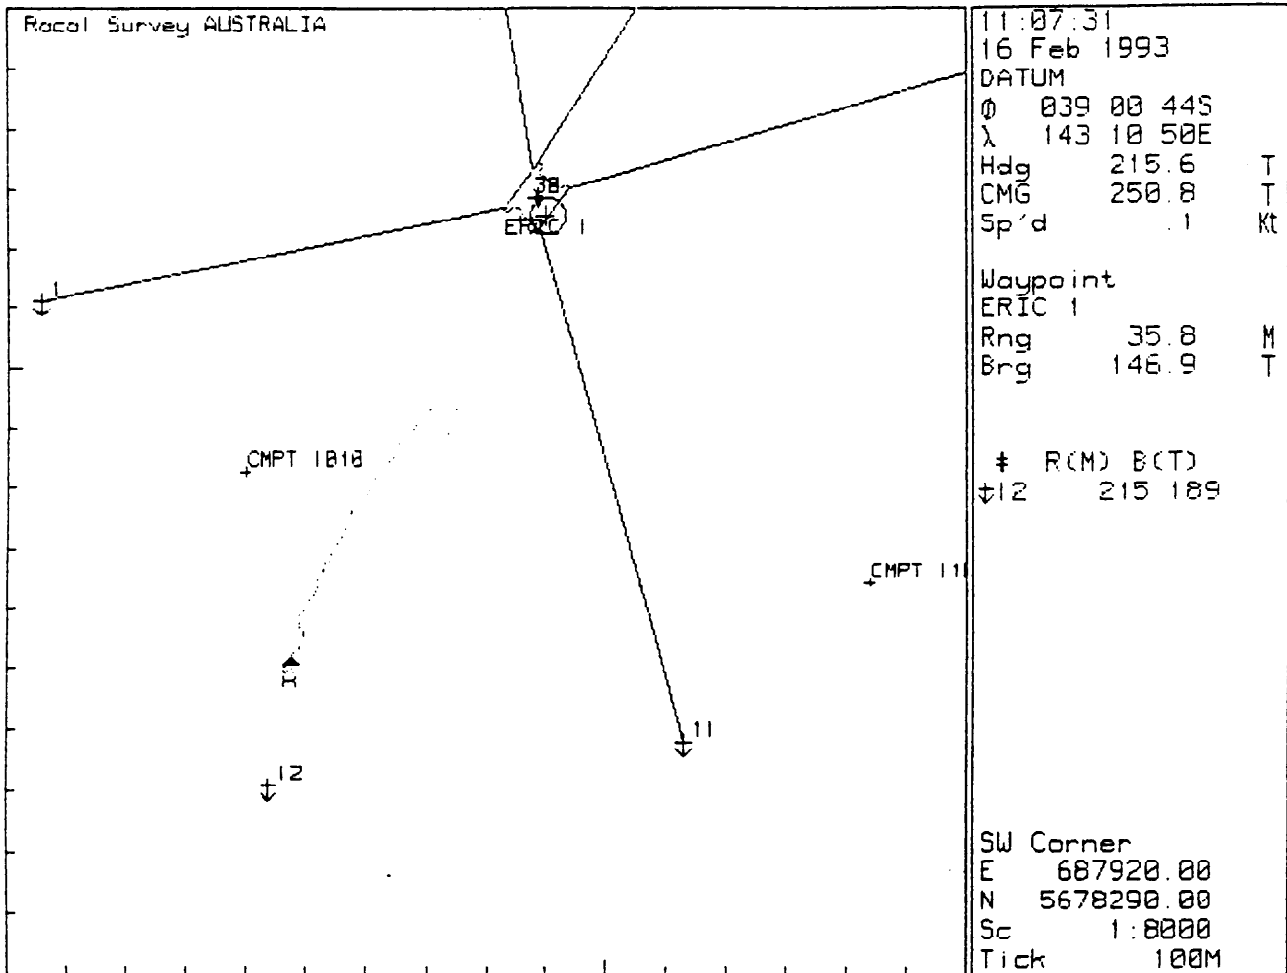 Racal Survey AUSTRALIA
3B
ERIC 1
1
CMPT 1010
CMPT 11
11
12
11:07:31
16 Feb 1993
DATUM
φ 039 00 44S
λ 143 10 50E
Hdg 215.6 T
CMG 250.8 T
Sp'd .1 Kt
Waypoint
ERIC 1
Rng 35.8 M
Brg 146.9 T
‡ R(M) B(T)
12 215 189
SW Corner
E 687920.00
N 5678290.00
Sc 1:8000
Tick 100M